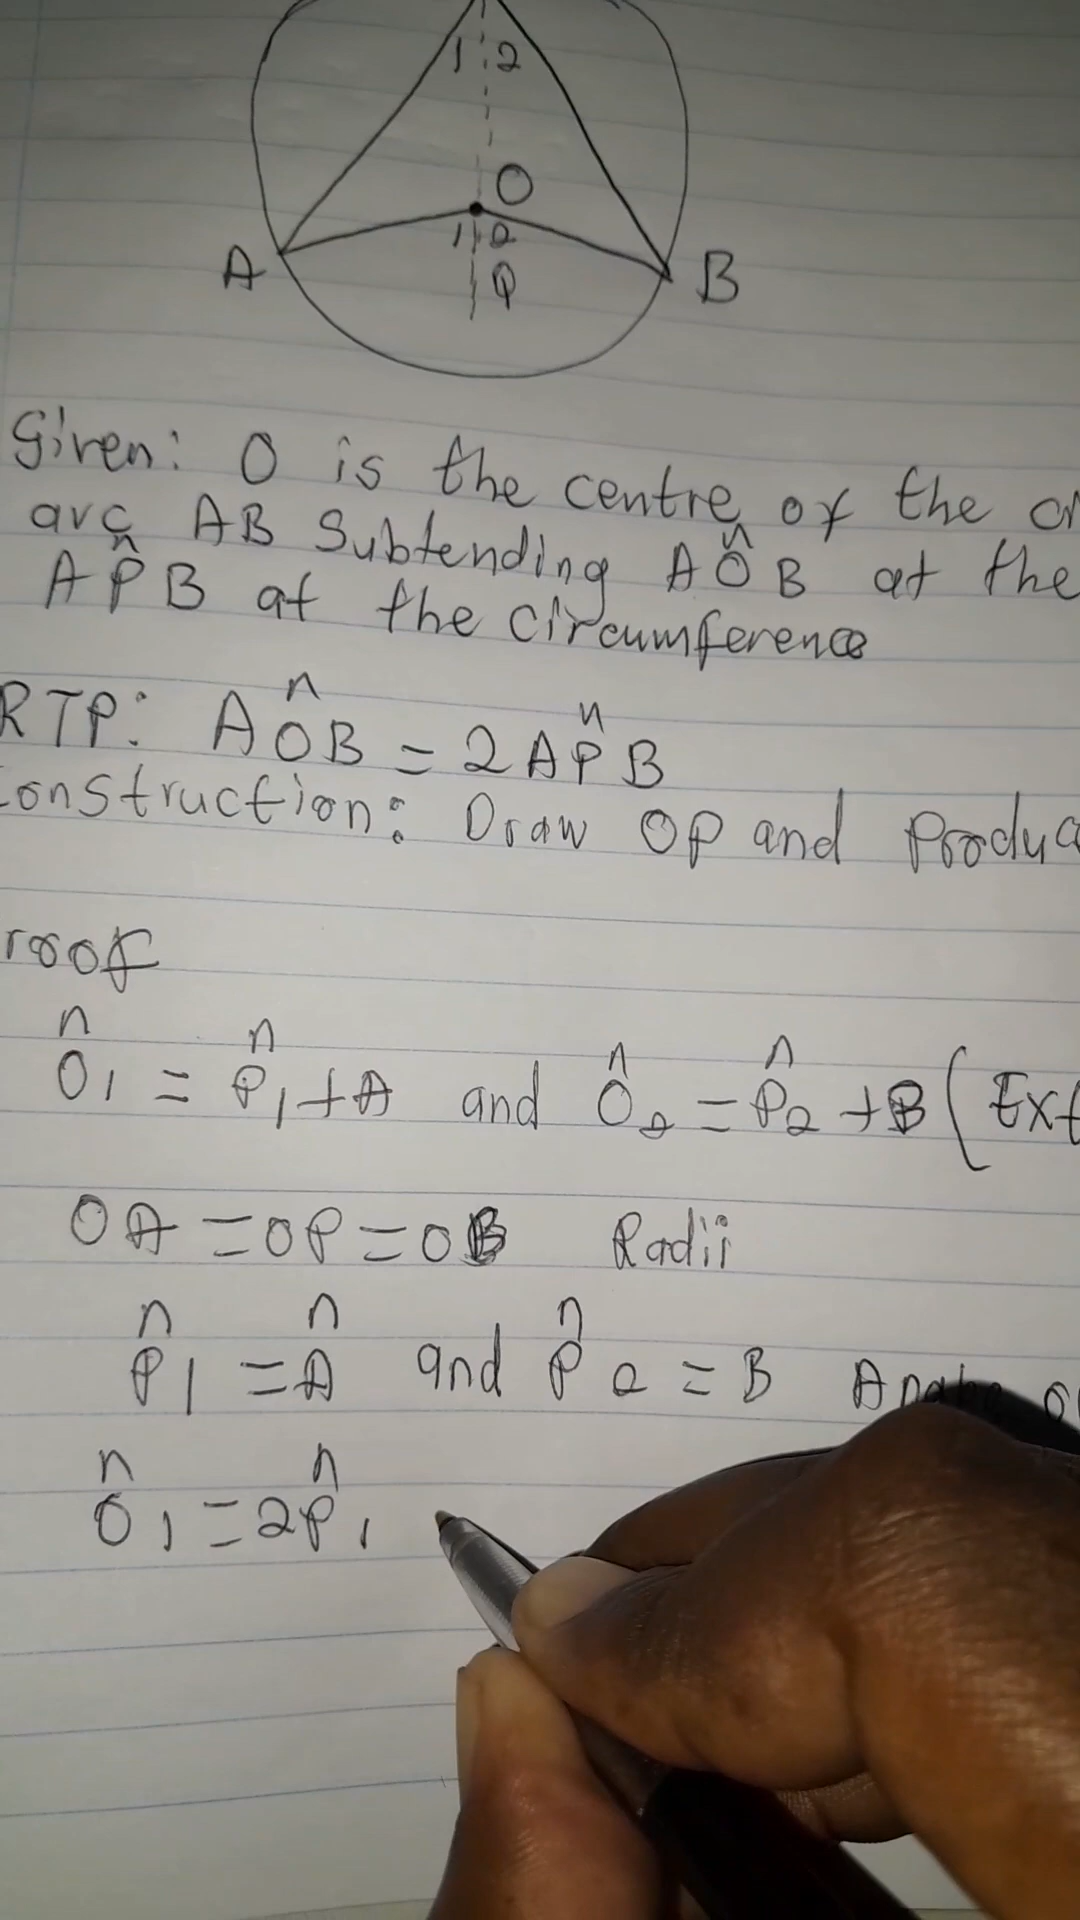 1 2
O
1 2
A
Q
B
Given: O is the centre of the
arc AB Subtending AÔB at the
AP̂B at the circumference
RTP: AÔB = 2AP̂B
Construction: Draw OP and
Proof
Ô1 = P̂1 + A and Ô2 = P̂2 + B (Ext
OA = OP = OB Radii
P̂1 = Â and P̂2 = B
Ô1 = 2P̂1